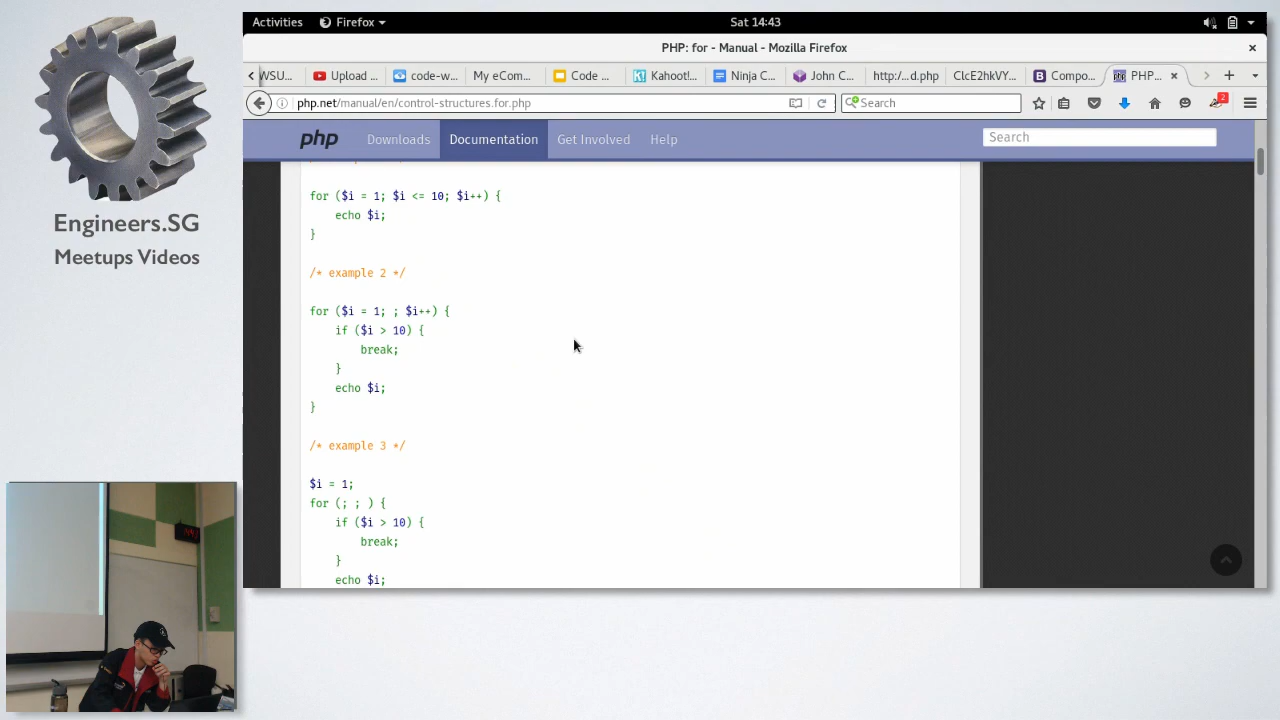 Engineers.SG
Meetups Videos
Activities Firefox Sat 14:43
PHP: for - Manual - Mozilla Firefox
WSU... Upload ... code-w... My eCom... Code ... Kahoot!... Ninja C... John C... http:/...d.php ClcE2hkVY... Compo... PHP...
php.net/manual/en/control-structures.for.php Search 2
php Downloads Documentation Get Involved Help Search
for ($i = 1; $i <= 10; $i++) {
echo $i;
}
/* example 2 */
for ($i = 1; ; $i++) {
if ($i > 10) {
break;
}
echo $i;
}
/* example 3 */
$i = 1;
for (; ; ) {
if ($i > 10) {
break;
}
echo $i;